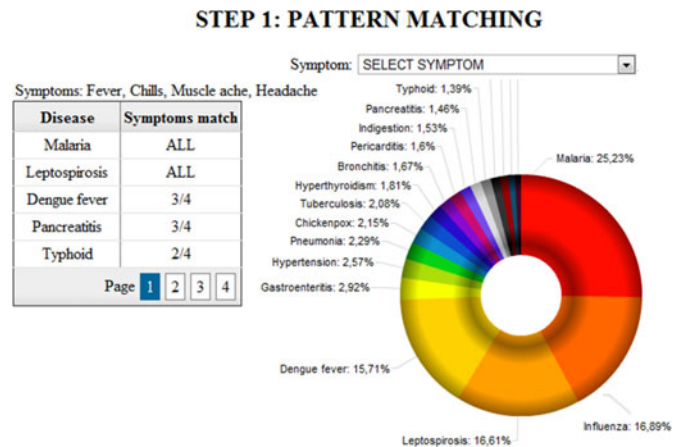 STEP 1: PATTERN MATCHING
Symptom: SELECT SYMPTOM
Symptoms: Fever, Chills, Muscle ache, Headache
Disease Symptoms match
Malaria ALL
Leptospirosis ALL
Dengue fever 3/4
Pancreatitis 3/4
Typhoid 2/4
Page 1 2 3 4
Typhoid: 1,39%
Pancreatitis: 1,46%
Indigestion: 1,53%
Pericarditis: 1,6%
Bronchitis: 1,67%
Hyperthyroidism: 1,81%
Tuberculosis: 2,08%
Chickenpox: 2,15%
Pneumonia: 2,29%
Hypertension: 2,57%
Gastroenteritis: 2,92%
Dengue fever: 15,71%
Leptospirosis: 16,61%
Influenza: 16,89%
Malaria: 25,23%